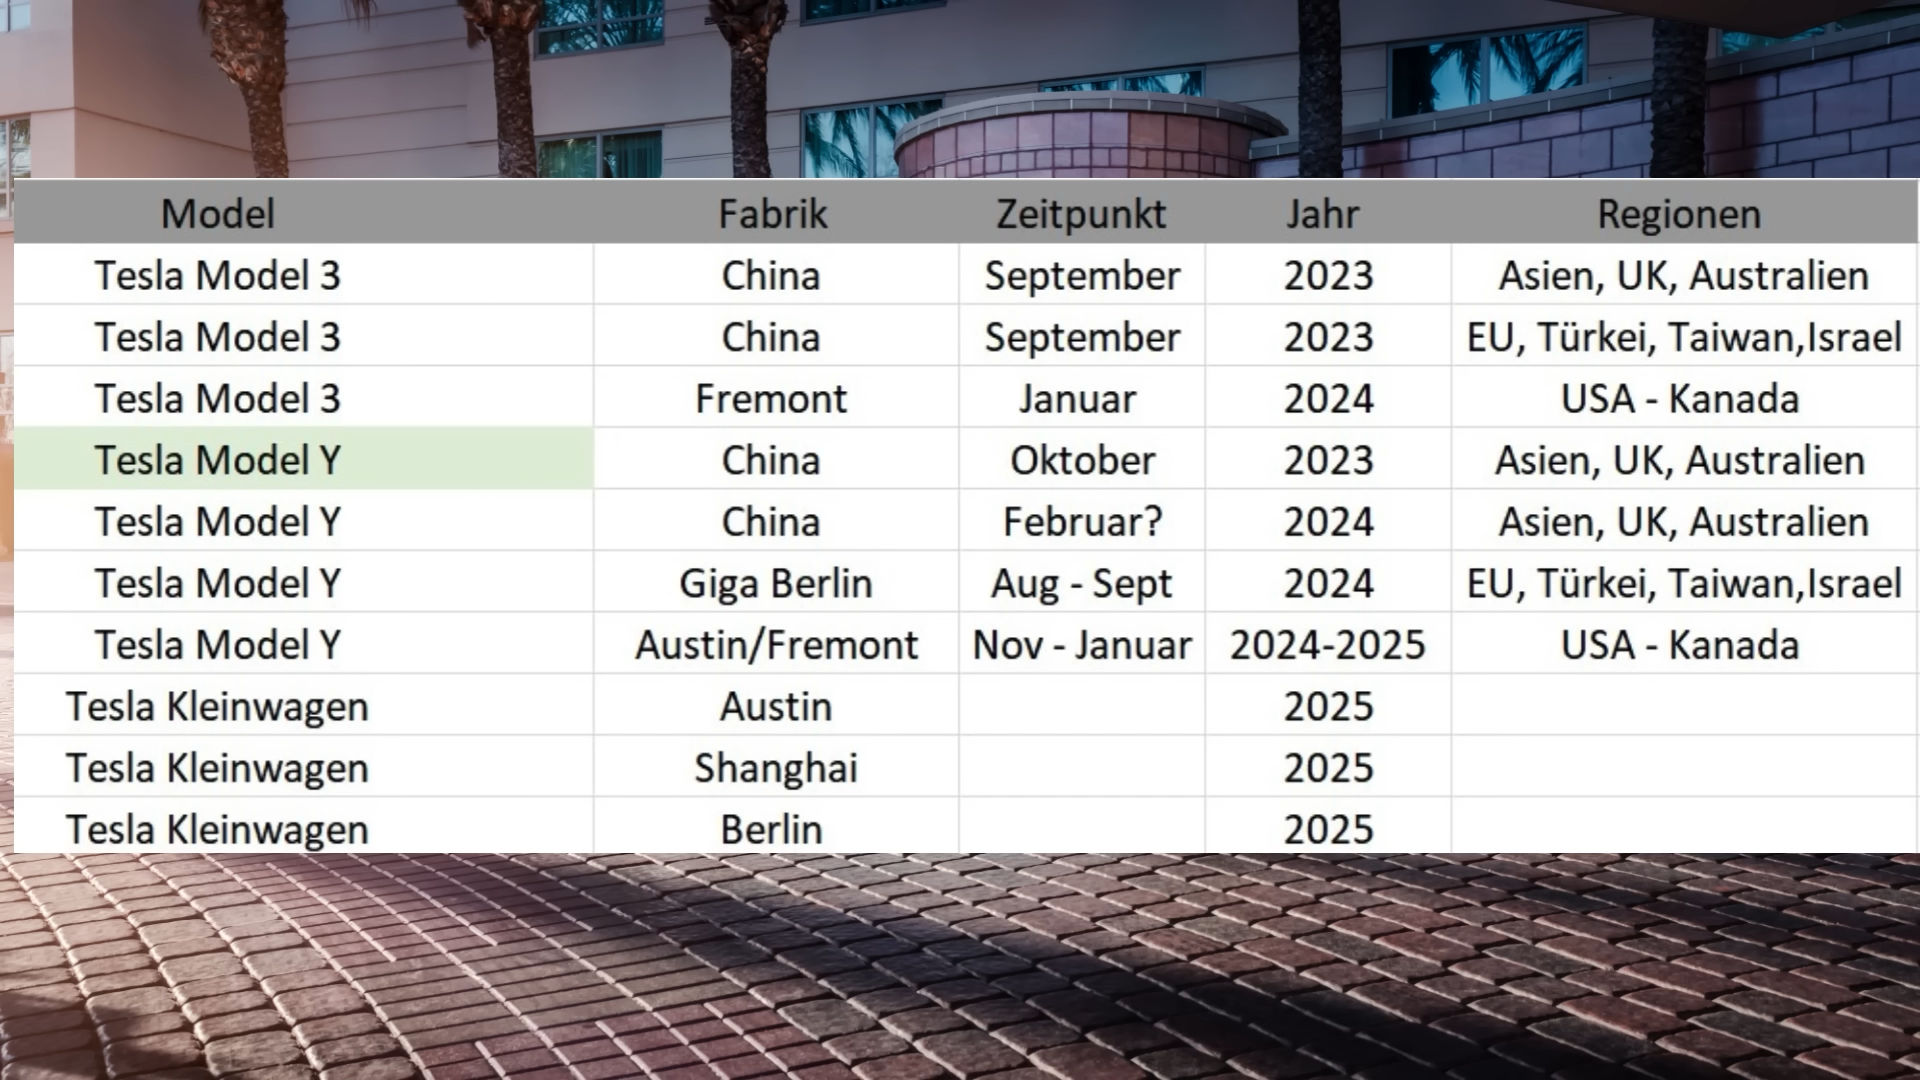 Model Fabrik Zeitpunkt Jahr Regionen
Tesla Model 3 China September 2023 Asien, UK, Australien
Tesla Model 3 China September 2023 EU, Türkei, Taiwan,Israel
Tesla Model 3 Fremont Januar 2024 USA - Kanada
Tesla Model Y China Oktober 2023 Asien, UK, Australien
Tesla Model Y China Februar? 2024 Asien, UK, Australien
Tesla Model Y Giga Berlin Aug - Sept 2024 EU, Türkei, Taiwan,Israel
Tesla Model Y Austin/Fremont Nov - Januar 2024-2025 USA - Kanada
Tesla Kleinwagen Austin 2025
Tesla Kleinwagen Shanghai 2025
Tesla Kleinwagen Berlin 2025